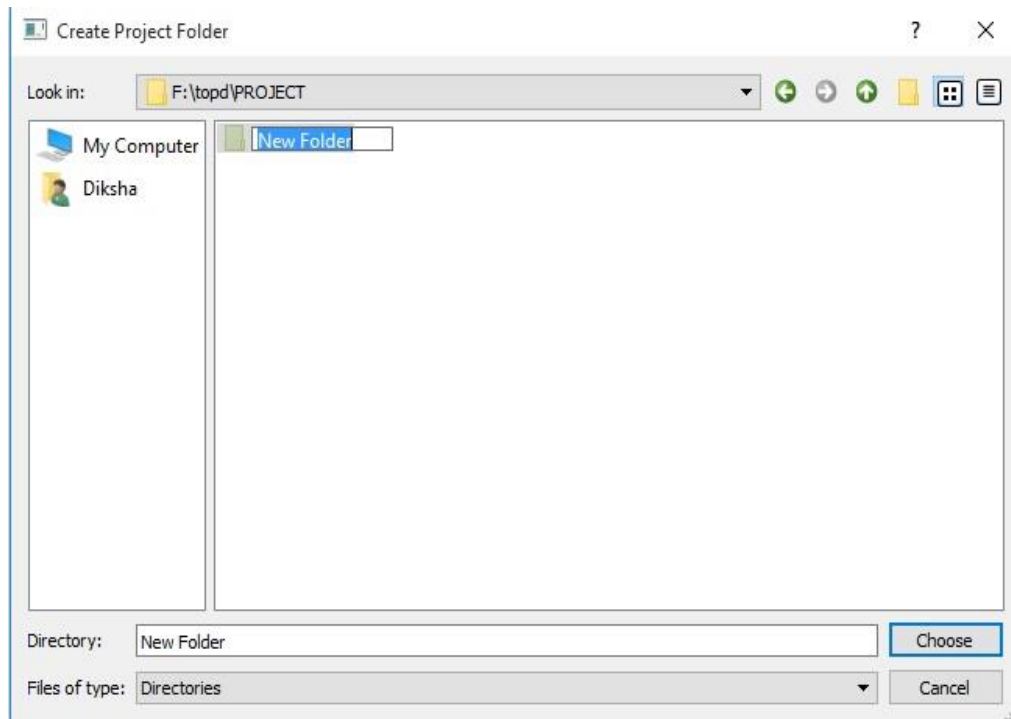 Create Project Folder ? X
Look in: F:\topd\PROJECT
My Computer
Diksha
New Folder
Directory: New Folder Choose
Files of type: Directories Cancel